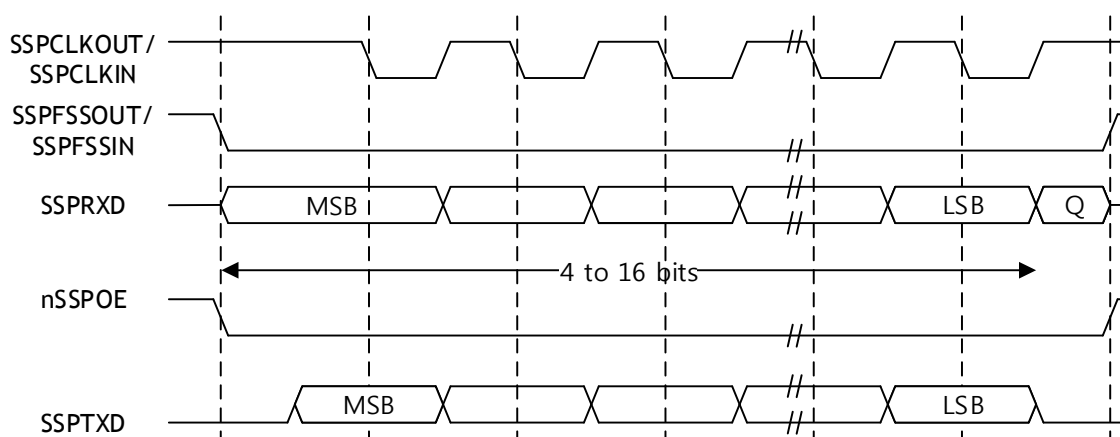 SSPCLKOUT/
SSPCLKIN
SSPFSSOUT/
SSPFSSIN
SSPRXD MSB LSB Q
4 to 16 bits
nSSPOE
SSPTXD MSB LSB